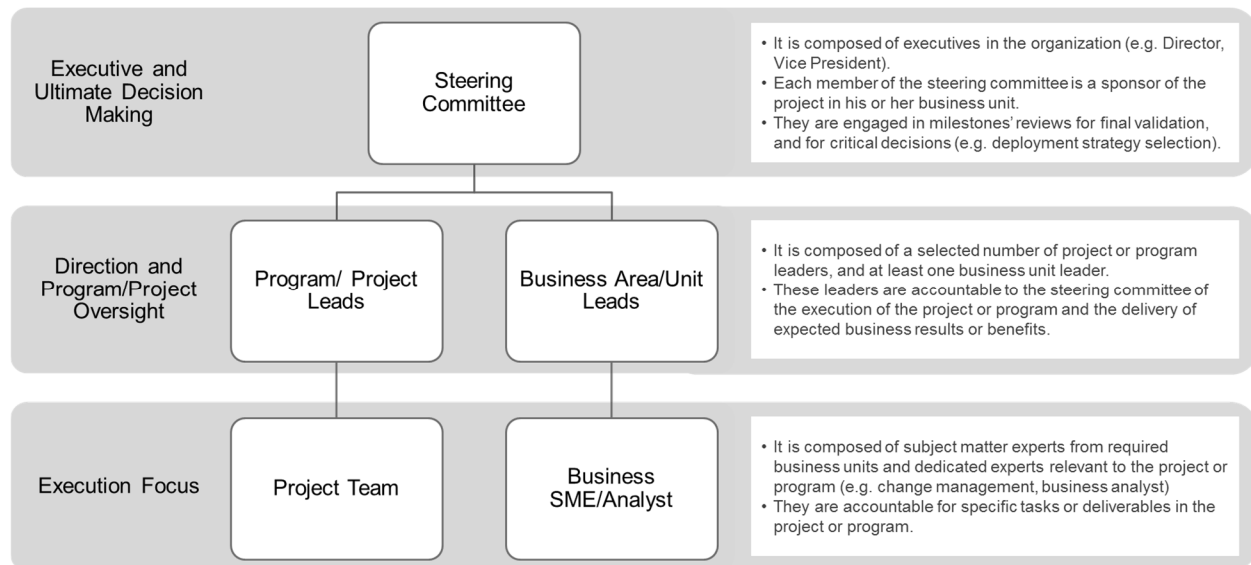 Executive and
Ultimate Decision
Making
Steering
Committee
• It is composed of executives in the organization (e.g. Director,
Vice President).
• Each member of the steering committee is a sponsor of the
project in his or her business unit.
• They are engaged in milestones’ reviews for final validation,
and for critical decisions (e.g. deployment strategy selection).
Direction and
Program/Project
Oversight
Program/ Project
Leads
Business Area/Unit
Leads
• It is composed of a selected number of project or program
leaders, and at least one business unit leader.
• These leaders are accountable to the steering committee of
the execution of the project or program and the delivery of
expected business results or benefits.
Execution Focus
Project Team
Business
SME/Analyst
• It is composed of subject matter experts from required
business units and dedicated experts relevant to the project or
program (e.g. change management, business analyst)
• They are accountable for specific tasks or deliverables in the
project or program.